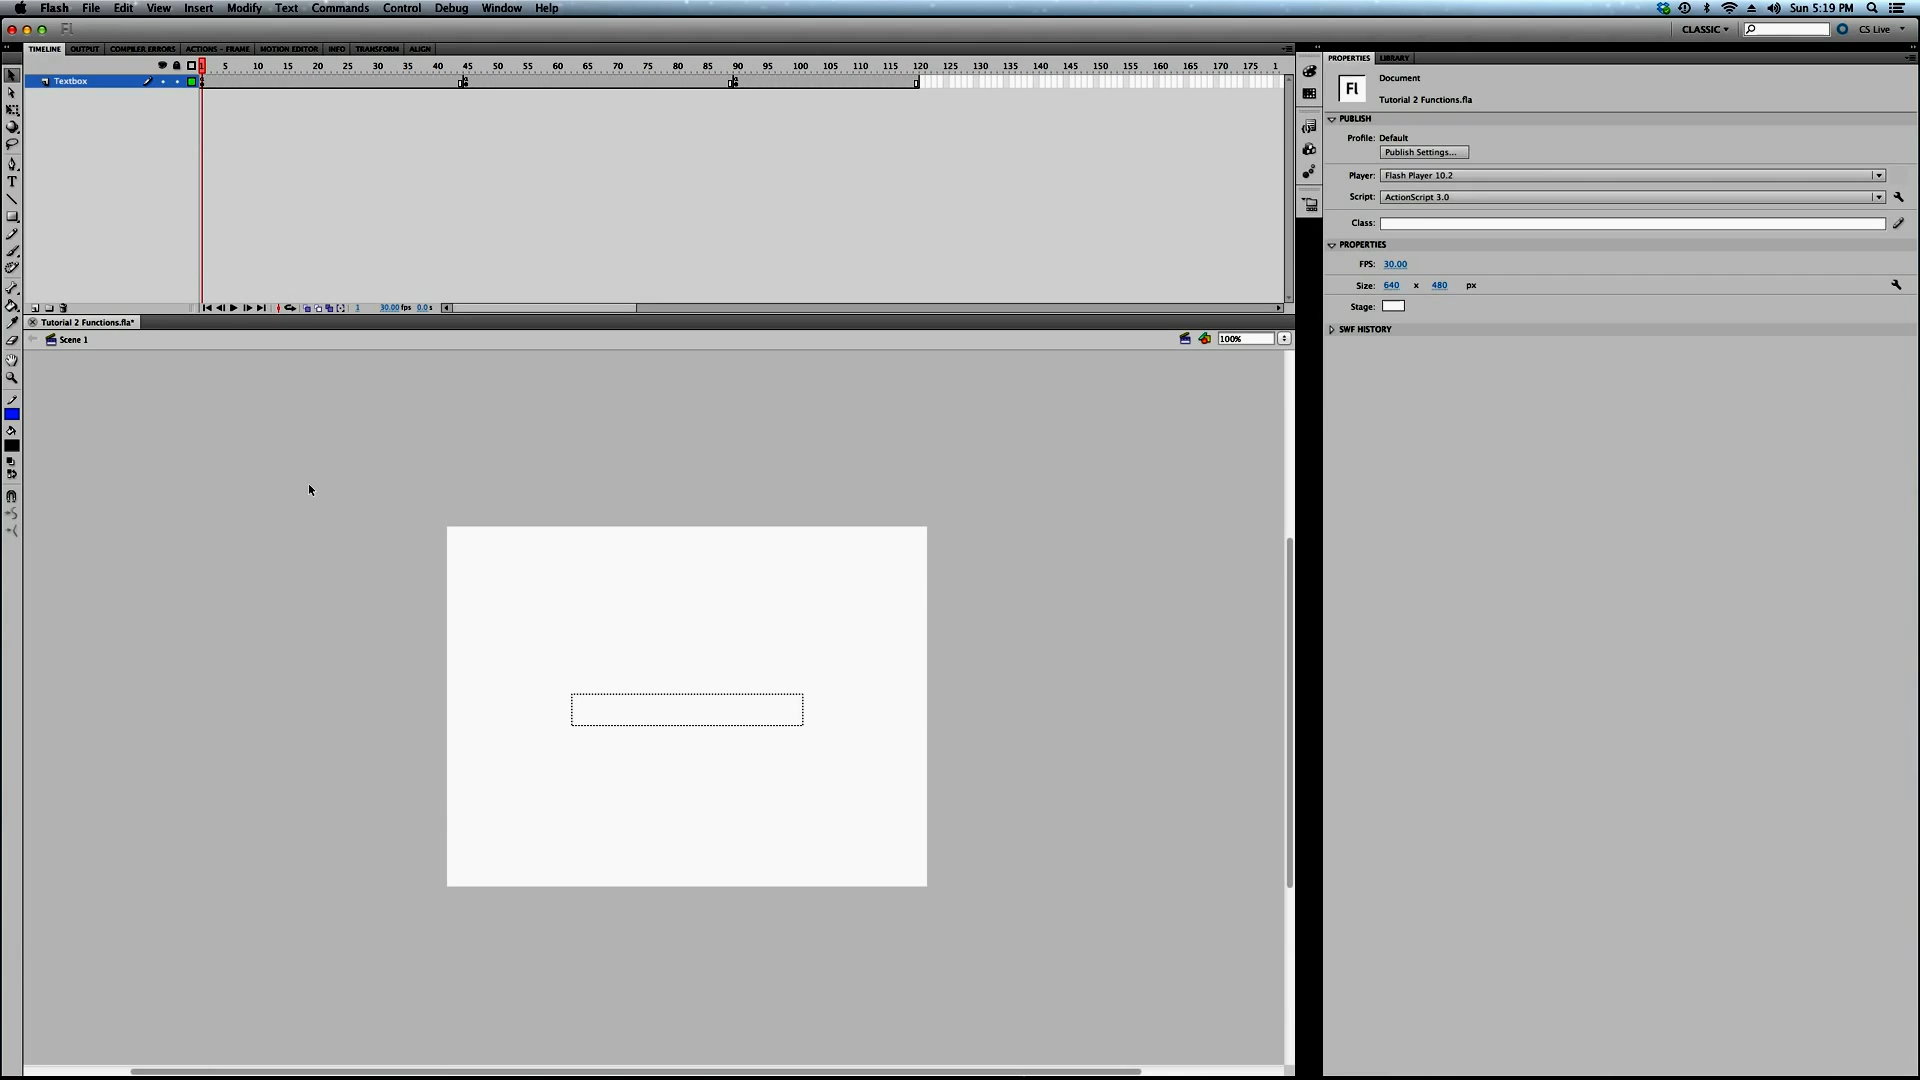 Flash File Edit View Insert Modify Text Commands Control Debug Window Help Sun 5:19 PM
Fl CLASSIC CS Live
TIMELINE OUTPUT COMPILER ERRORS ACTIONS - FRAME MOTION EDITOR INFO TRANSFORM ALIGN
1 5 10 15 20 25 30 35 40 45 50 55 60 65 70 75 80 85 90 95 100 105 110 115 120 125 130 135 140 145 150 155 160 165 170 175 1
Textbox
1 30.00 fps 0.0 s
Tutorial 2 Functions.fla*
Scene 1
100%
PROPERTIES LIBRARY
Fl
Document
Tutorial 2 Functions.fla
PUBLISH
Profile: Default
Publish Settings...
Player: Flash Player 10.2
Script: ActionScript 3.0
Class:
PROPERTIES
FPS: 30.00
Size: 640 x 480 px
Stage:
SWF HISTORY